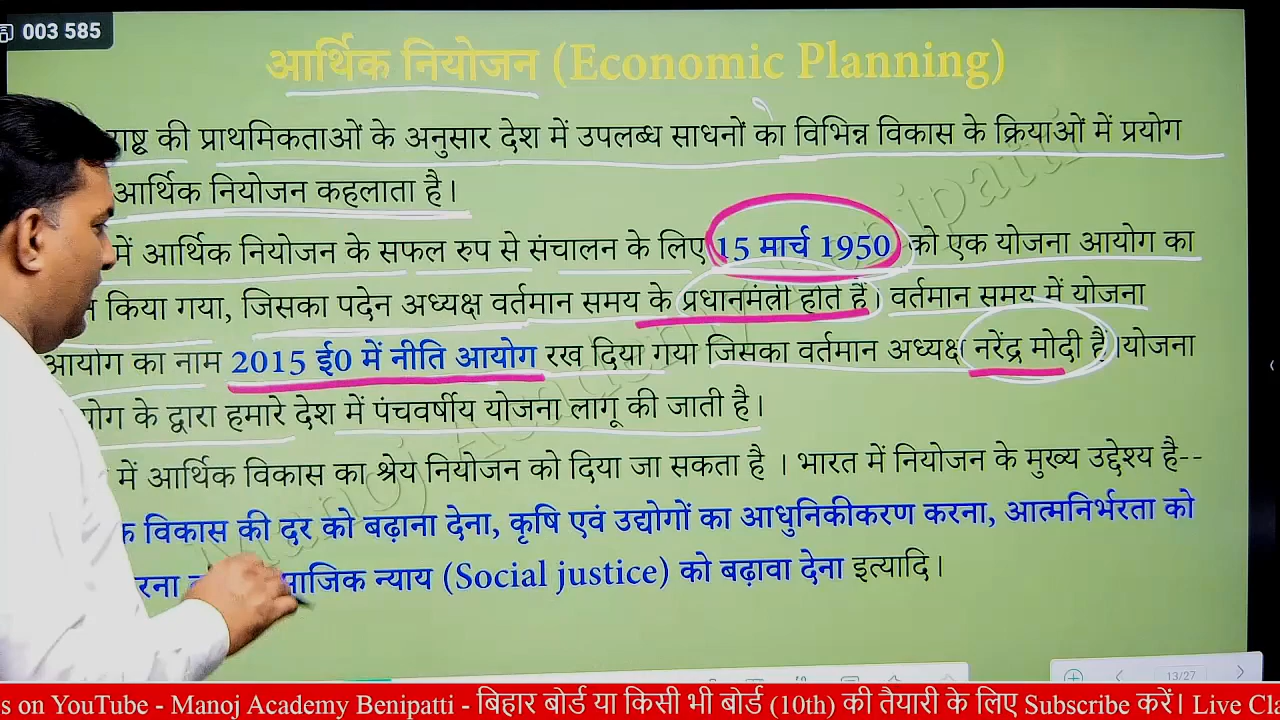 003 585
आर्थिक नियोजन (Economic Planning)
राष्ट्र की प्राथमिकताओं के अनुसार देश में उपलब्ध साधनों का विभिन्न विकास के क्रियाओं में प्रयोग
आर्थिक नियोजन कहलाता है।
में आर्थिक नियोजन के सफल रुप से संचालन के लिए 15 मार्च 1950 को एक योजना आयोग का
किया गया, जिसका पदेन अध्यक्ष वर्तमान समय के प्रधानमंत्री होते हैं। वर्तमान समय में योजना
आयोग का नाम 2015 ई0 में नीति आयोग रख दिया गया जिसका वर्तमान अध्यक्ष नरेंद्र मोदी हैं।योजना
के द्वारा हमारे देश में पंचवर्षीय योजना लागू की जाती है।
में आर्थिक विकास का श्रेय नियोजन को दिया जा सकता है । भारत में नियोजन के मुख्य उद्देश्य है--
विकास की दर को बढ़ाना देना, कृषि एवं उद्योगों का आधुनिकीकरण करना, आत्मनिर्भरता को
न्याय (Social justice) को बढ़ावा देना इत्यादि।
Manoj Academy Benipatti
13/27
on YouTube - Manoj Academy Benipatti - बिहार बोर्ड या किसी भी बोर्ड (10th) की तैयारी के लिए Subscribe करें। Live